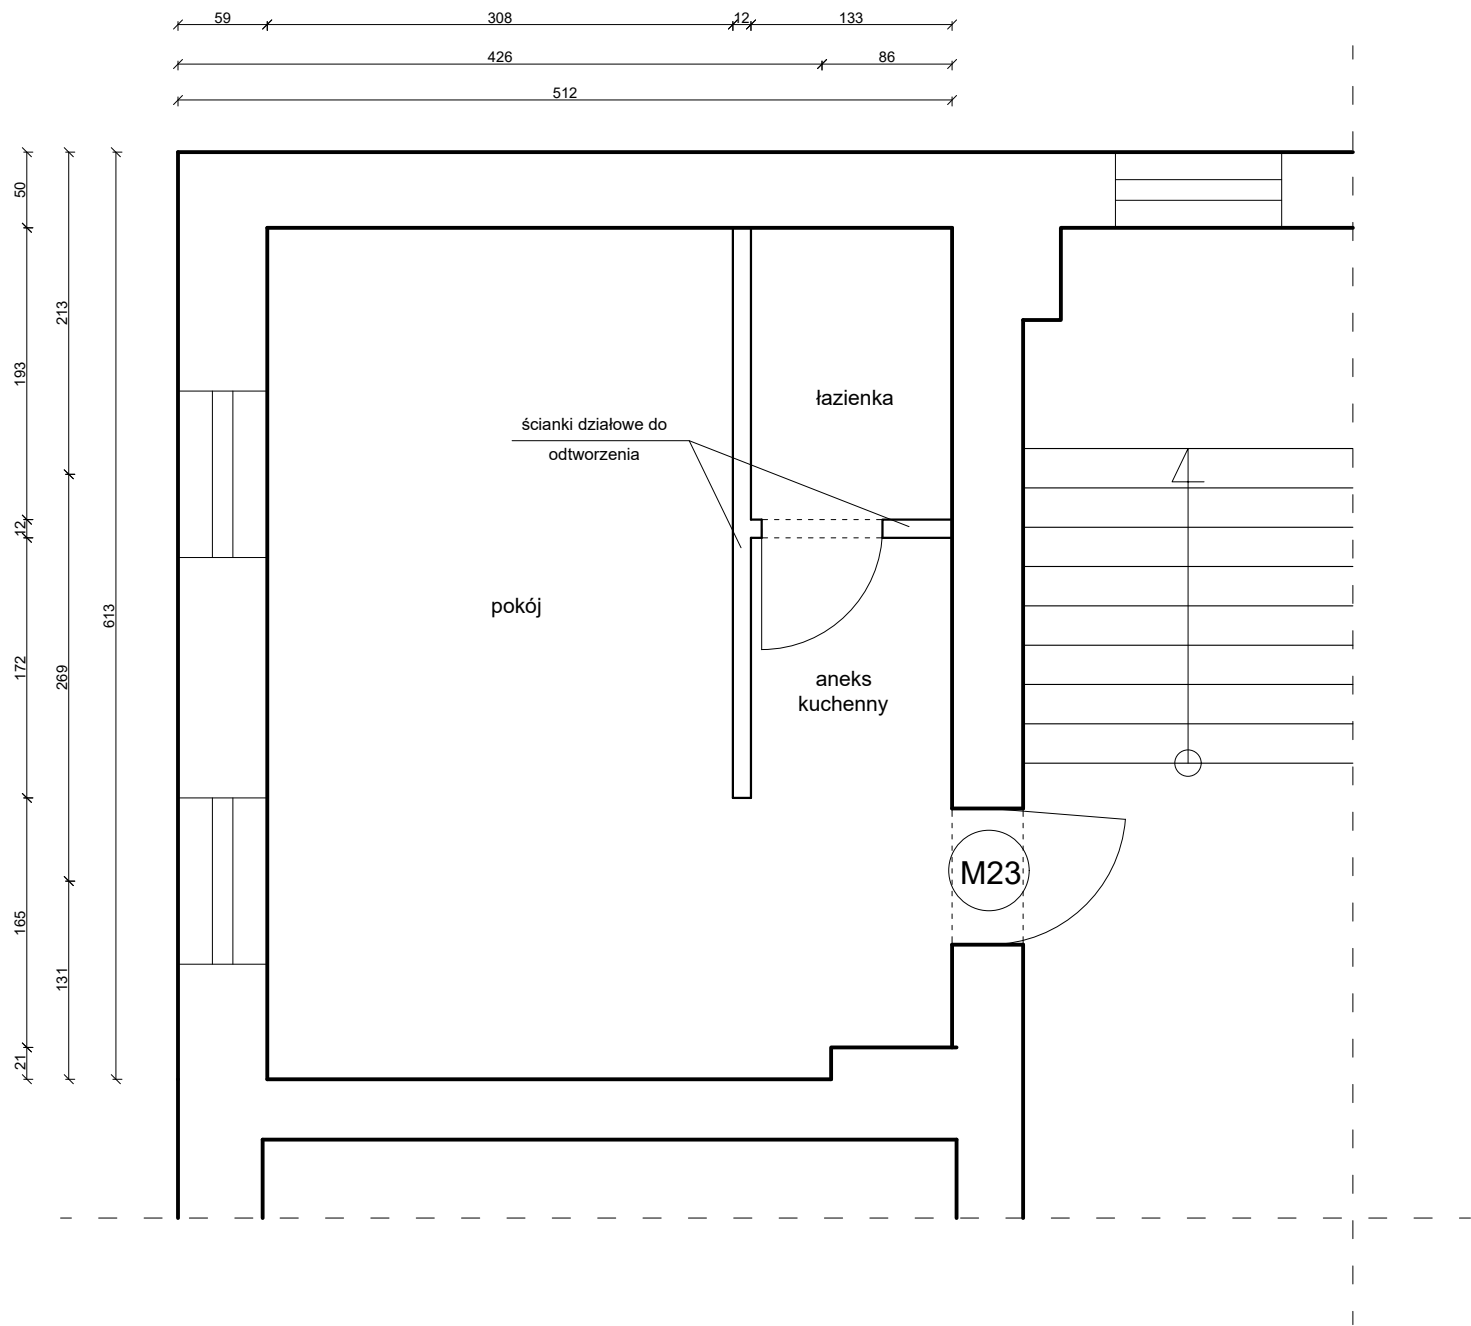 59
308
12
133
426
86
512
50
213
193
12
613
172
269
165
131
21
ścianki działowe do
odtworzenia
łazienka
pokój
aneks
kuchenny
M23